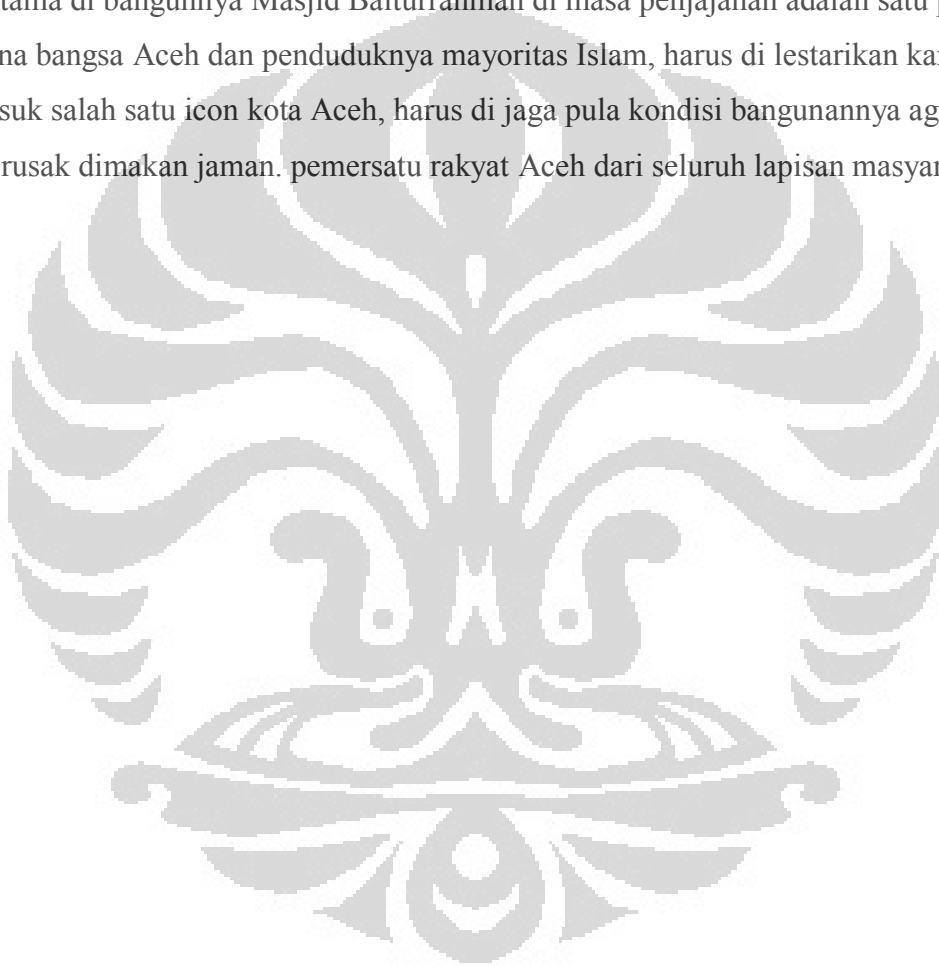 tama di bangunnya Masjid Baiturrahman di masa penjajahan adalah satu p
na bangsa Aceh dan penduduknya mayoritas Islam, harus di lestarikan ka
suk salah satu icon kota Aceh, harus di jaga pula kondisi bangunannya ag
rusak dimakan jaman. pemersatu rakyat Aceh dari seluruh lapisan masyar